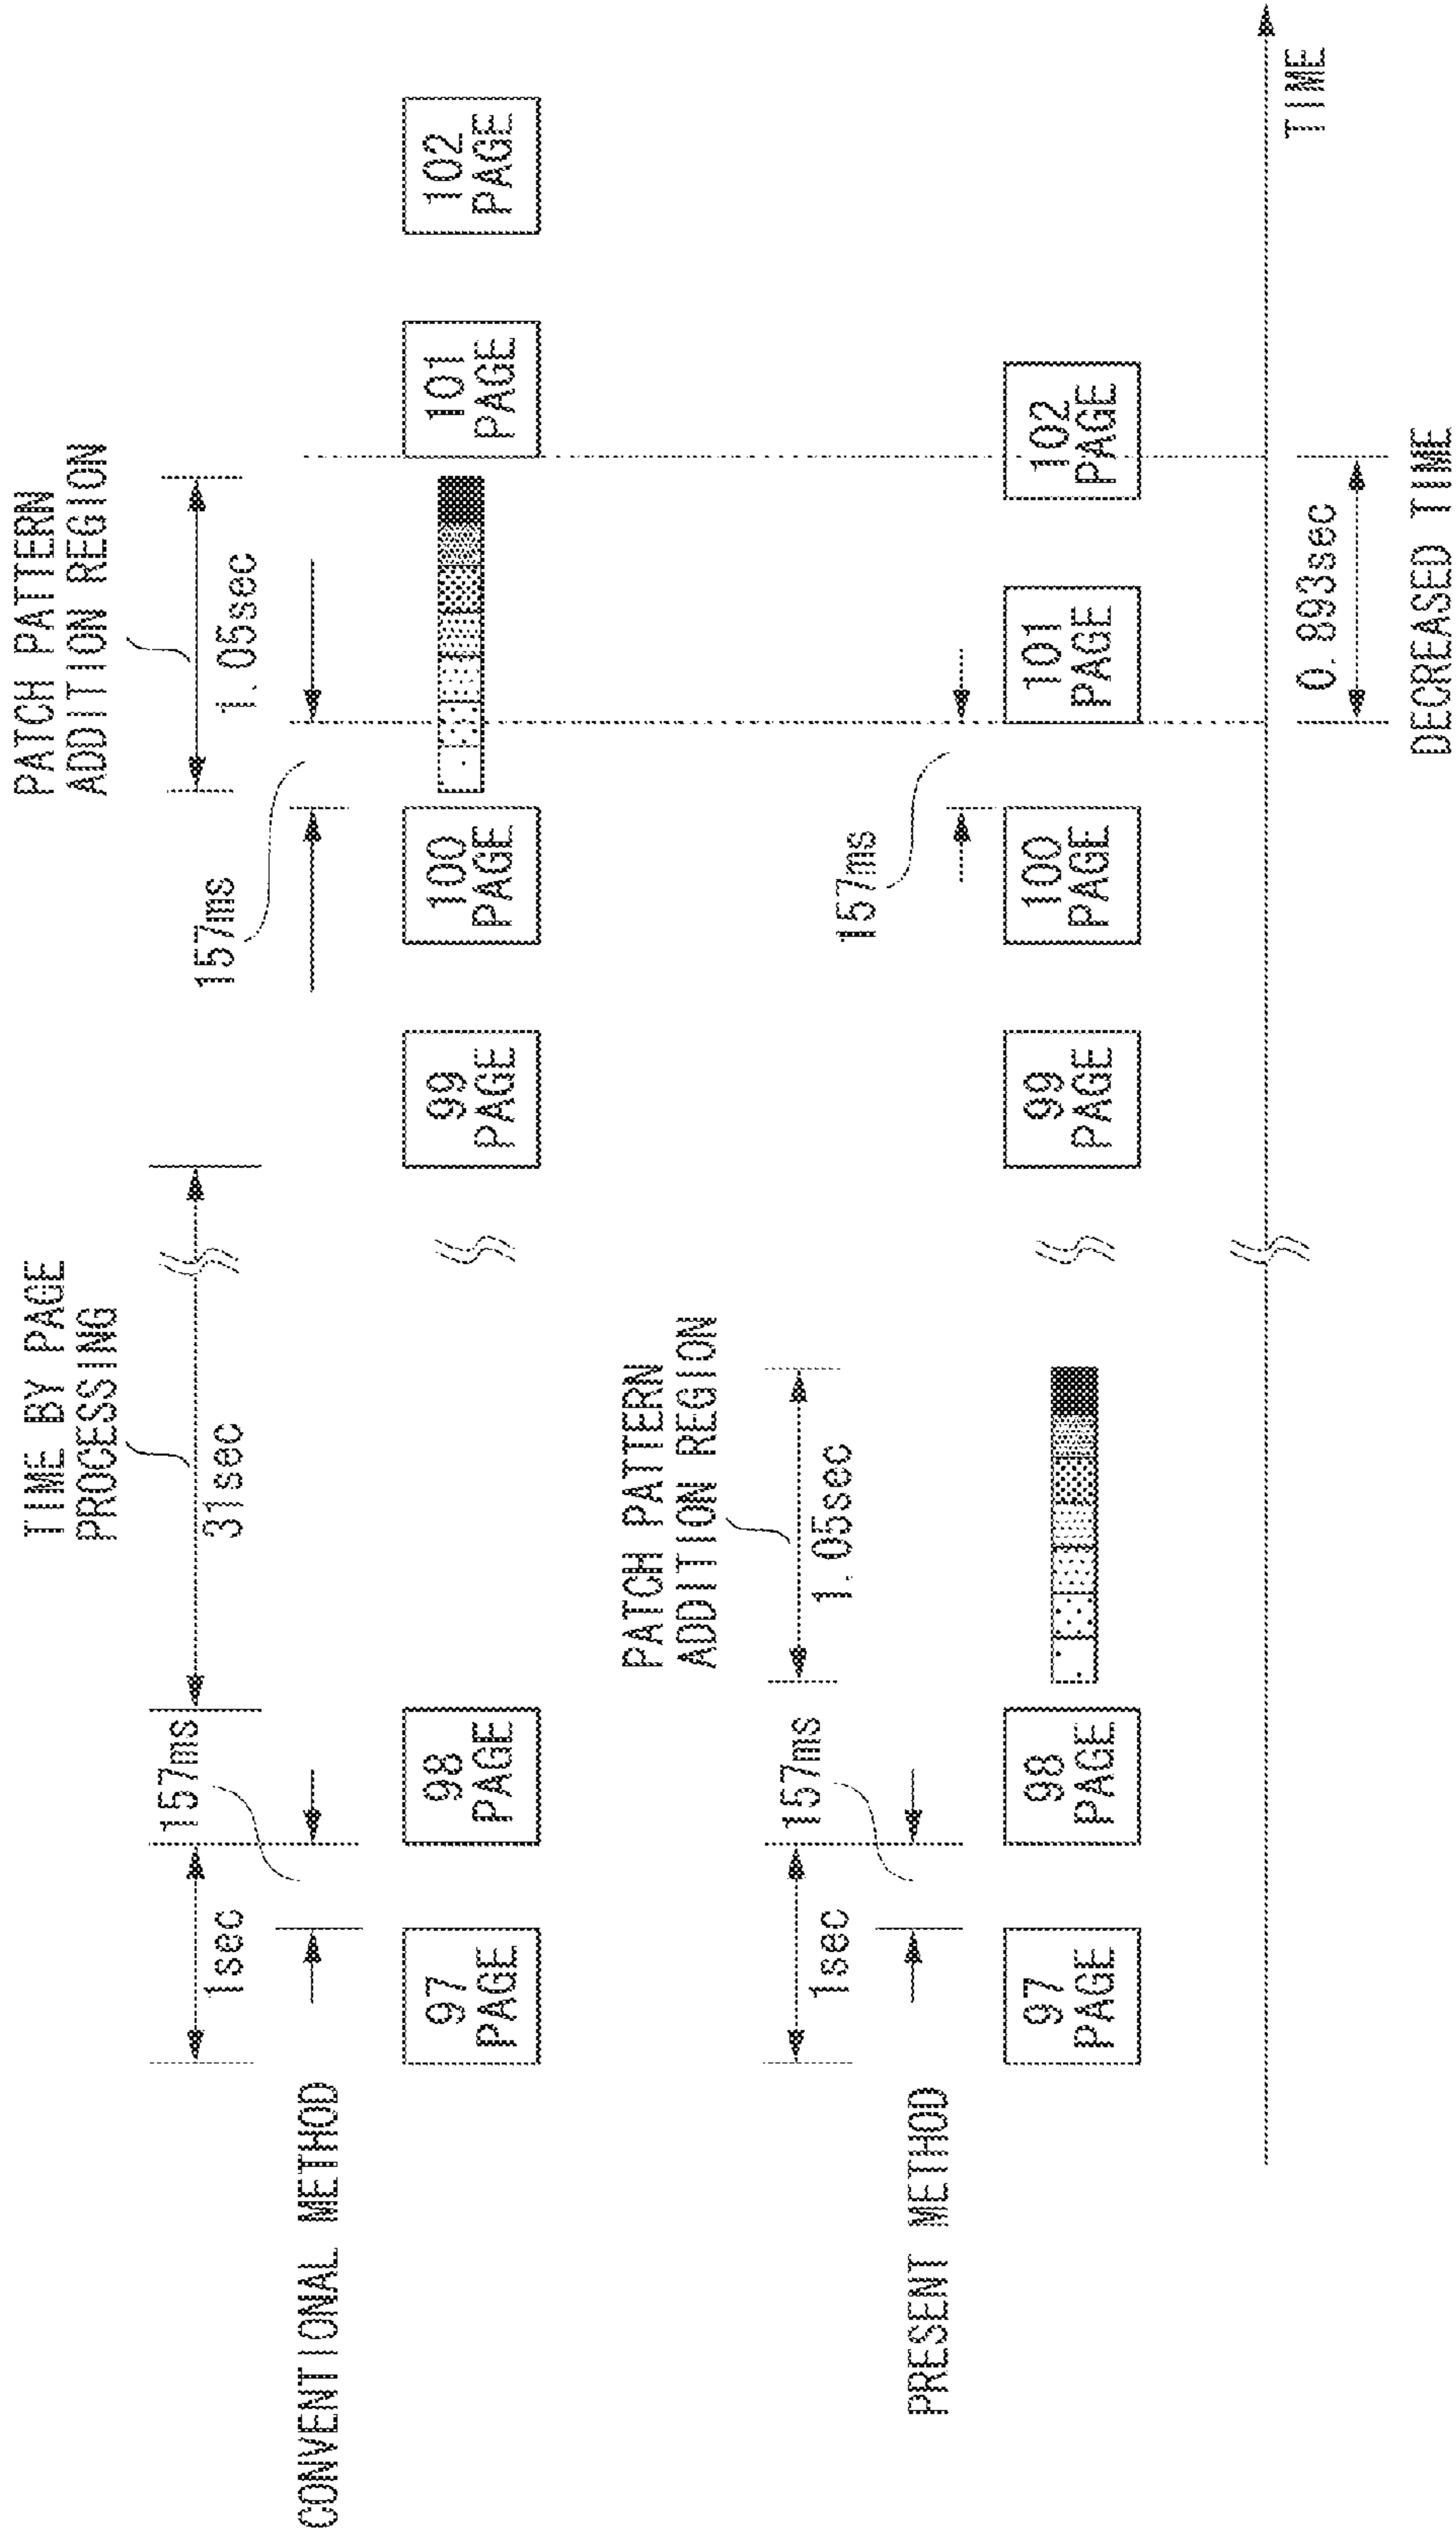 PATCH PATTERN
ADDITION REGION
TIME BY PAGE
PROCESSING
1sec
157ms
31sec
157ms
1.05sec
CONVENTIONAL METHOD
97
PAGE
98
PAGE
99
PAGE
100
PAGE
101
PAGE
102
PAGE
PATCH PATTERN
ADDITION REGION
1sec
157ms
1.05sec
157ms
PRESENT METHOD
97
PAGE
98
PAGE
99
PAGE
100
PAGE
101
PAGE
102
PAGE
TIME
0.893sec
DECREASED TIME